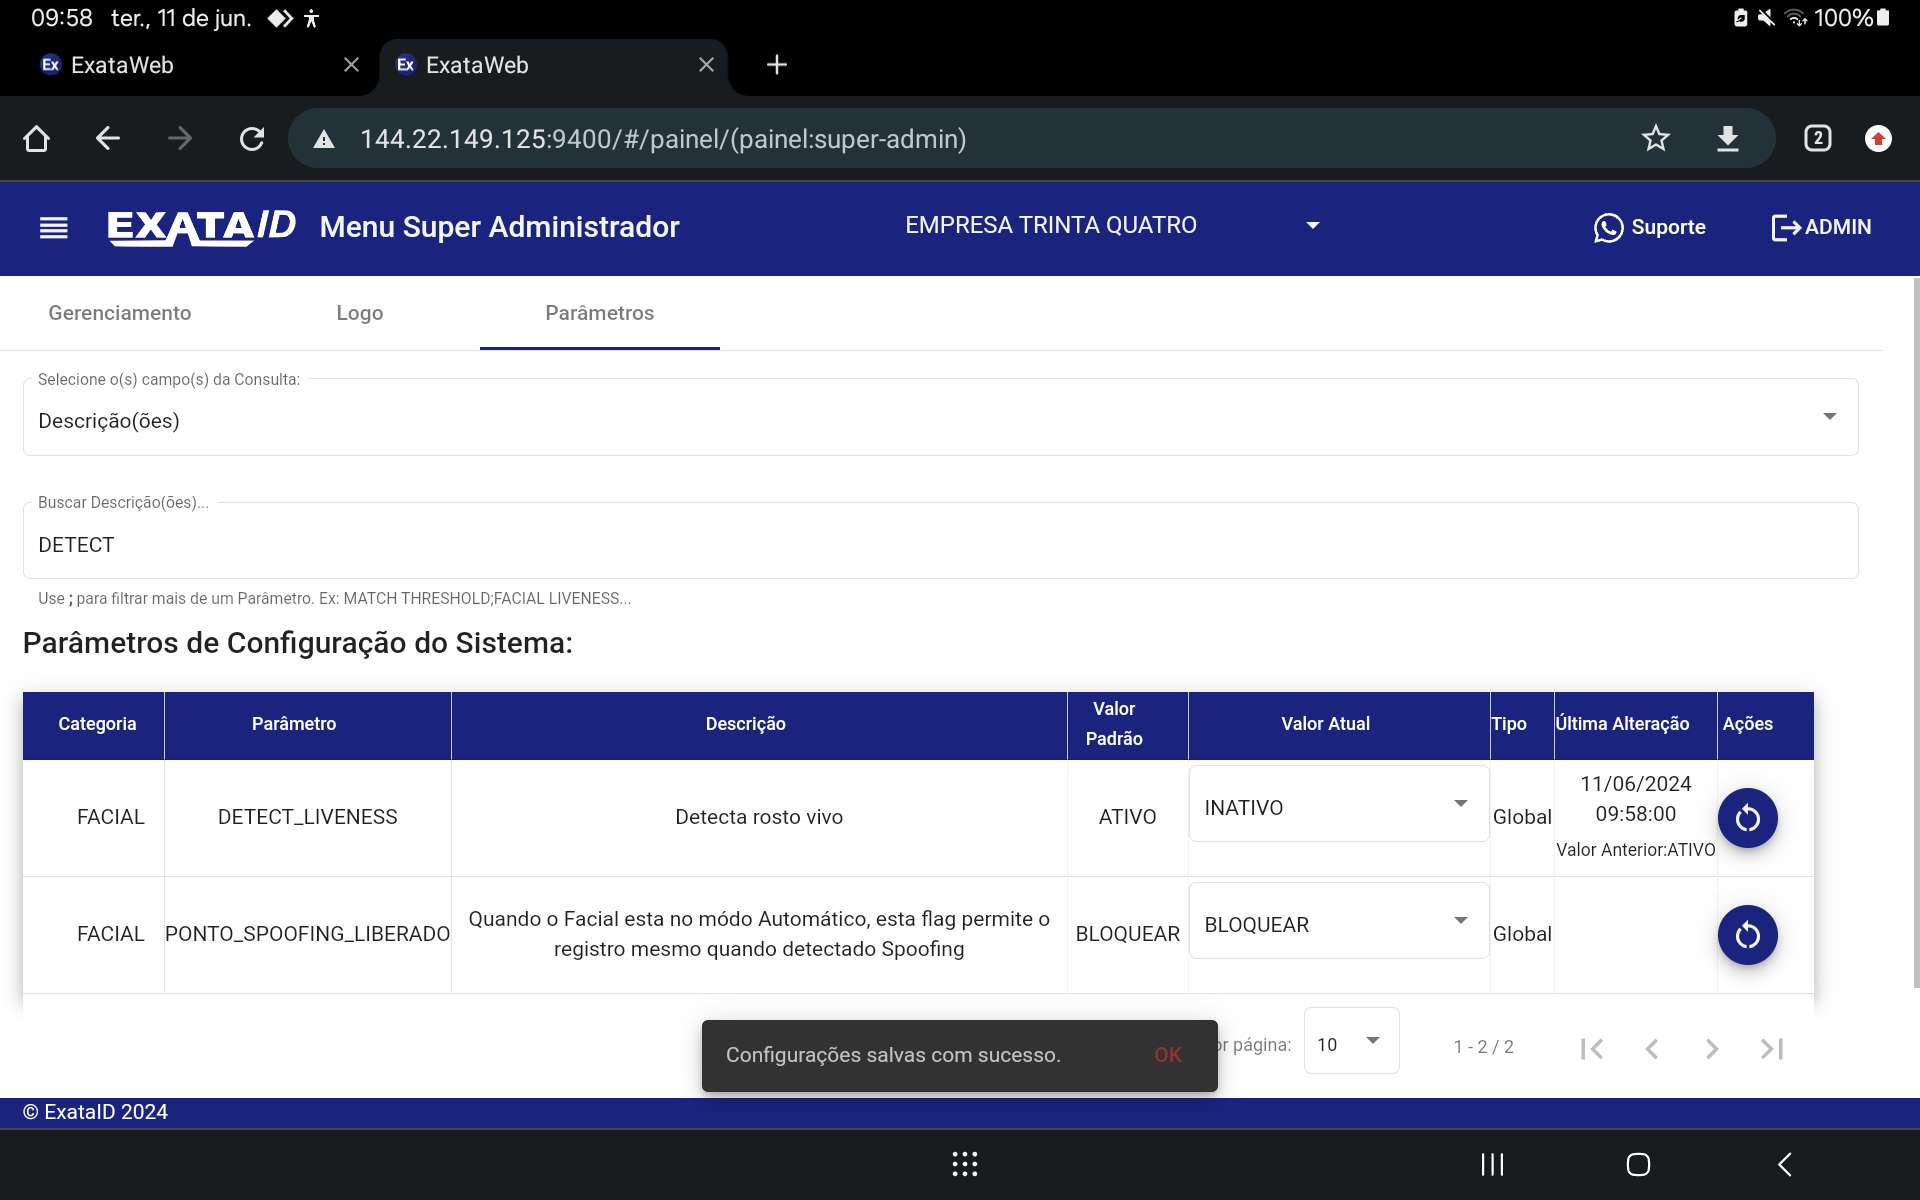 09:58 ter., 11 de jun.
100%
Ex ExataWeb
Ex ExataWeb
144.22.149.125:9400/#/painel/(painel:super-admin)
2
EXATAID Menu Super Administrador
EMPRESA TRINTA QUATRO
Suporte
ADMIN
Gerenciamento
Logo
Parâmetros
Selecione o(s) campo(s) da Consulta:
Descrição(ões)
Buscar Descrição(ões)...
DETECT
Use ; para filtrar mais de um Parâmetro. Ex: MATCH THRESHOLD;FACIAL LIVENESS...
Parâmetros de Configuração do Sistema:
Categoria
Parâmetro
Descrição
Valor
Padrão
Valor Atual
Tipo
Última Alteração
Ações
FACIAL
DETECT_LIVENESS
Detecta rosto vivo
ATIVO
INATIVO
Global
11/06/2024
09:58:00
Valor Anterior:ATIVO
FACIAL
PONTO_SPOOFING_LIBERADO
Quando o Facial esta no módo Automático, esta flag permite o
registro mesmo quando detectado Spoofing
BLOQUEAR
BLOQUEAR
Global
Configurações salvas com sucesso.
OK
or página:
10
1 - 2 / 2
© ExataID 2024